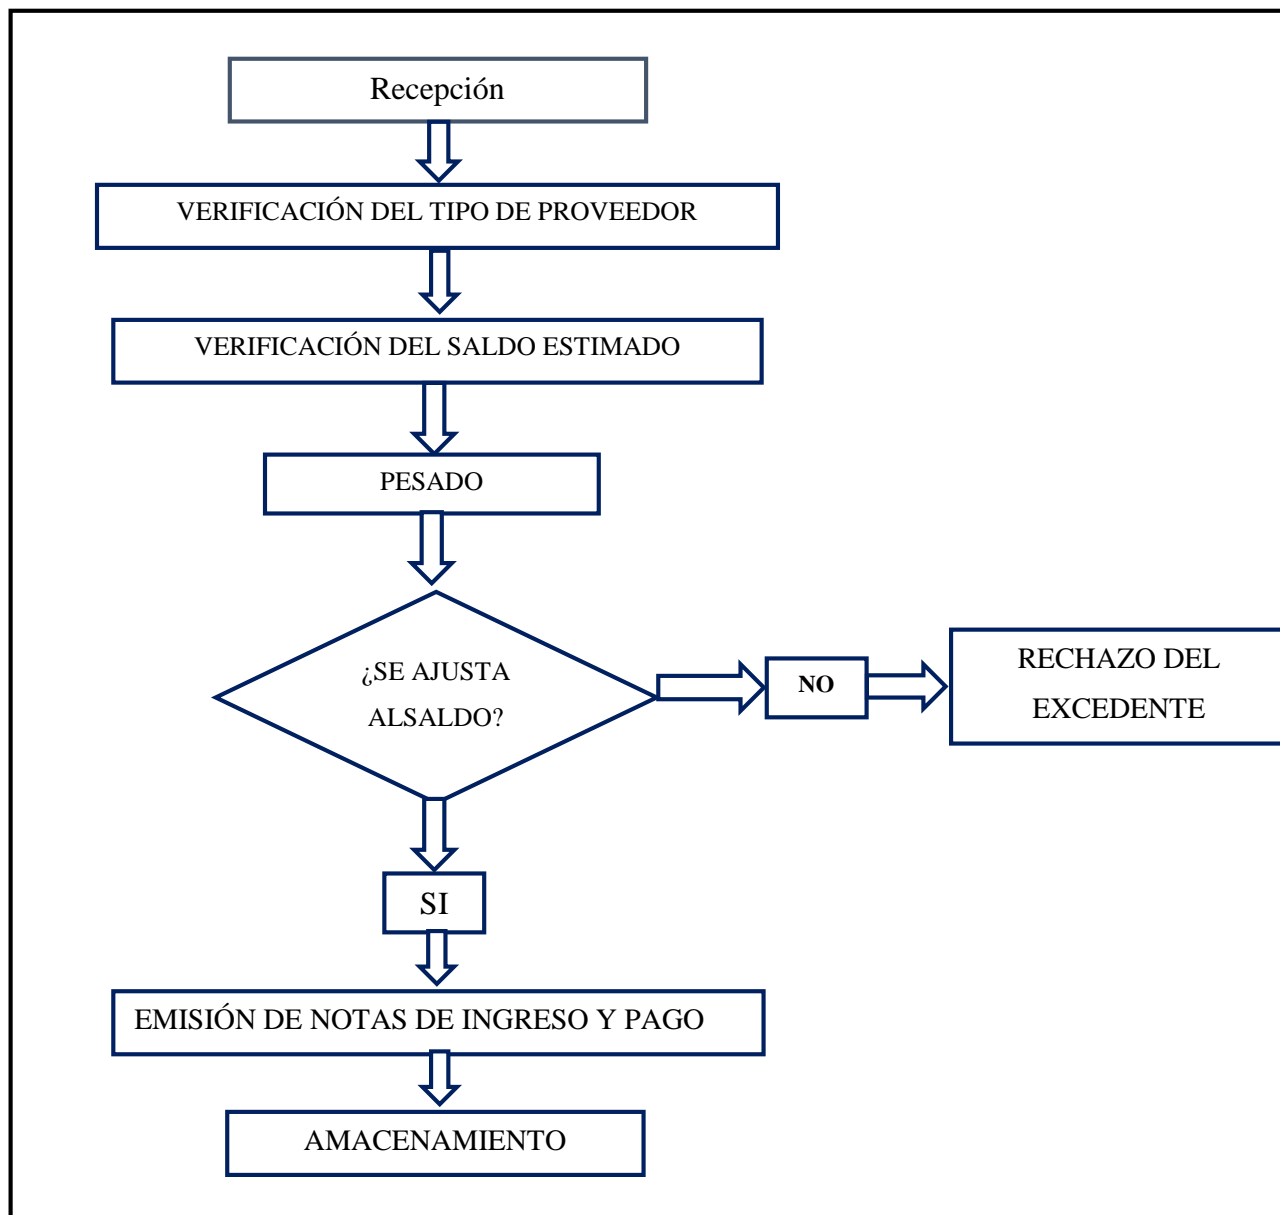 Recepción
VERIFICACIÓN DEL TIPO DE PROVEEDOR
VERIFICACIÓN DEL SALDO ESTIMADO
PESADO
¿SE AJUSTA
ALSALDO?
NO
RECHAZO DEL
EXCEDENTE
SI
EMISIÓN DE NOTAS DE INGRESO Y PAGO
AMACENAMIENTO